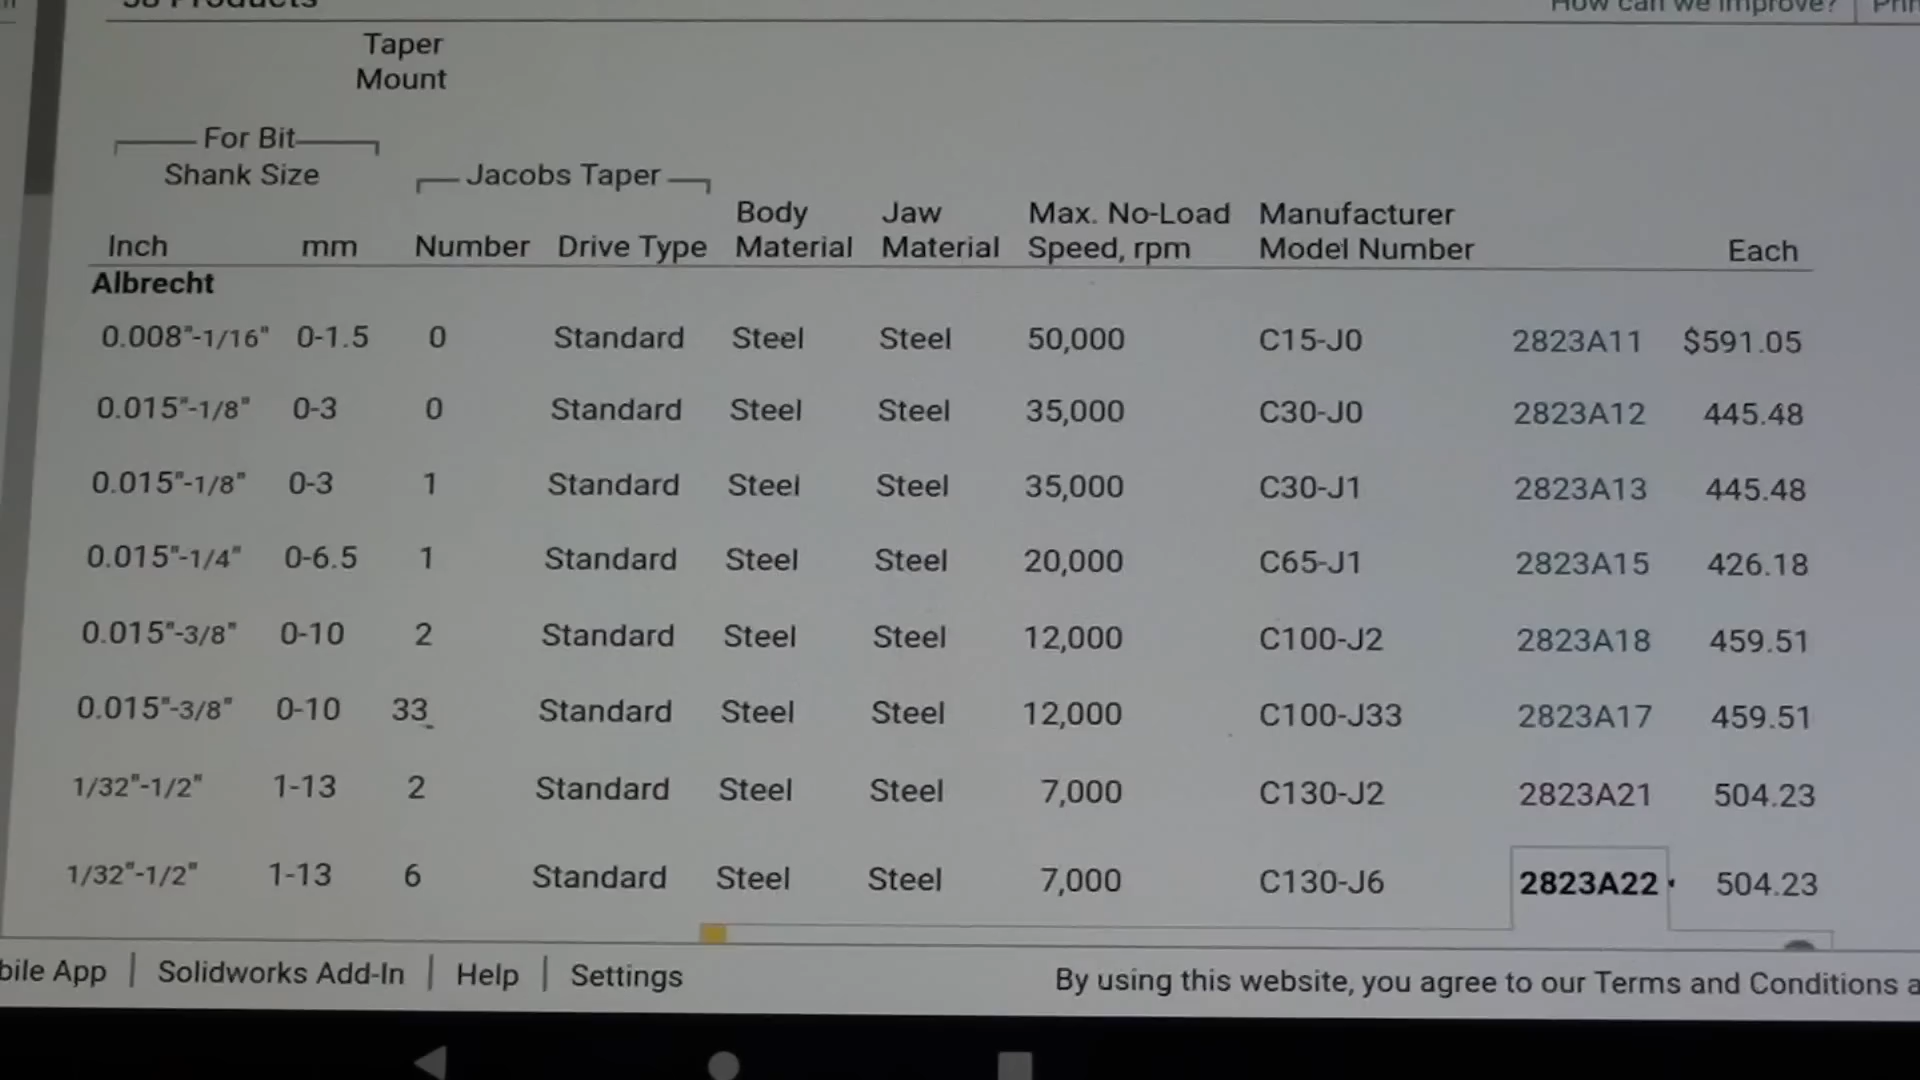 38 Products
How can we improve?
Taper
Mount
For Bit
Shank Size
Jacobs Taper
Inch mm Number Drive Type Body Material Jaw Material Max. No-Load Speed, rpm Manufacturer Model Number Each
Albrecht
0.008"-1/16" 0-1.5 0 Standard Steel Steel 50,000 C15-J0 2823A11 $591.05
0.015"-1/8" 0-3 0 Standard Steel Steel 35,000 C30-J0 2823A12 445.48
0.015"-1/8" 0-3 1 Standard Steel Steel 35,000 C30-J1 2823A13 445.48
0.015"-1/4" 0-6.5 1 Standard Steel Steel 20,000 C65-J1 2823A15 426.18
0.015"-3/8" 0-10 2 Standard Steel Steel 12,000 C100-J2 2823A18 459.51
0.015"-3/8" 0-10 33 Standard Steel Steel 12,000 C100-J33 2823A17 459.51
1/32"-1/2" 1-13 2 Standard Steel Steel 7,000 C130-J2 2823A21 504.23
1/32"-1/2" 1-13 6 Standard Steel Steel 7,000 C130-J6 2823A22 504.23
bile App | Solidworks Add-In | Help | Settings
By using this website, you agree to our Terms and Conditions a